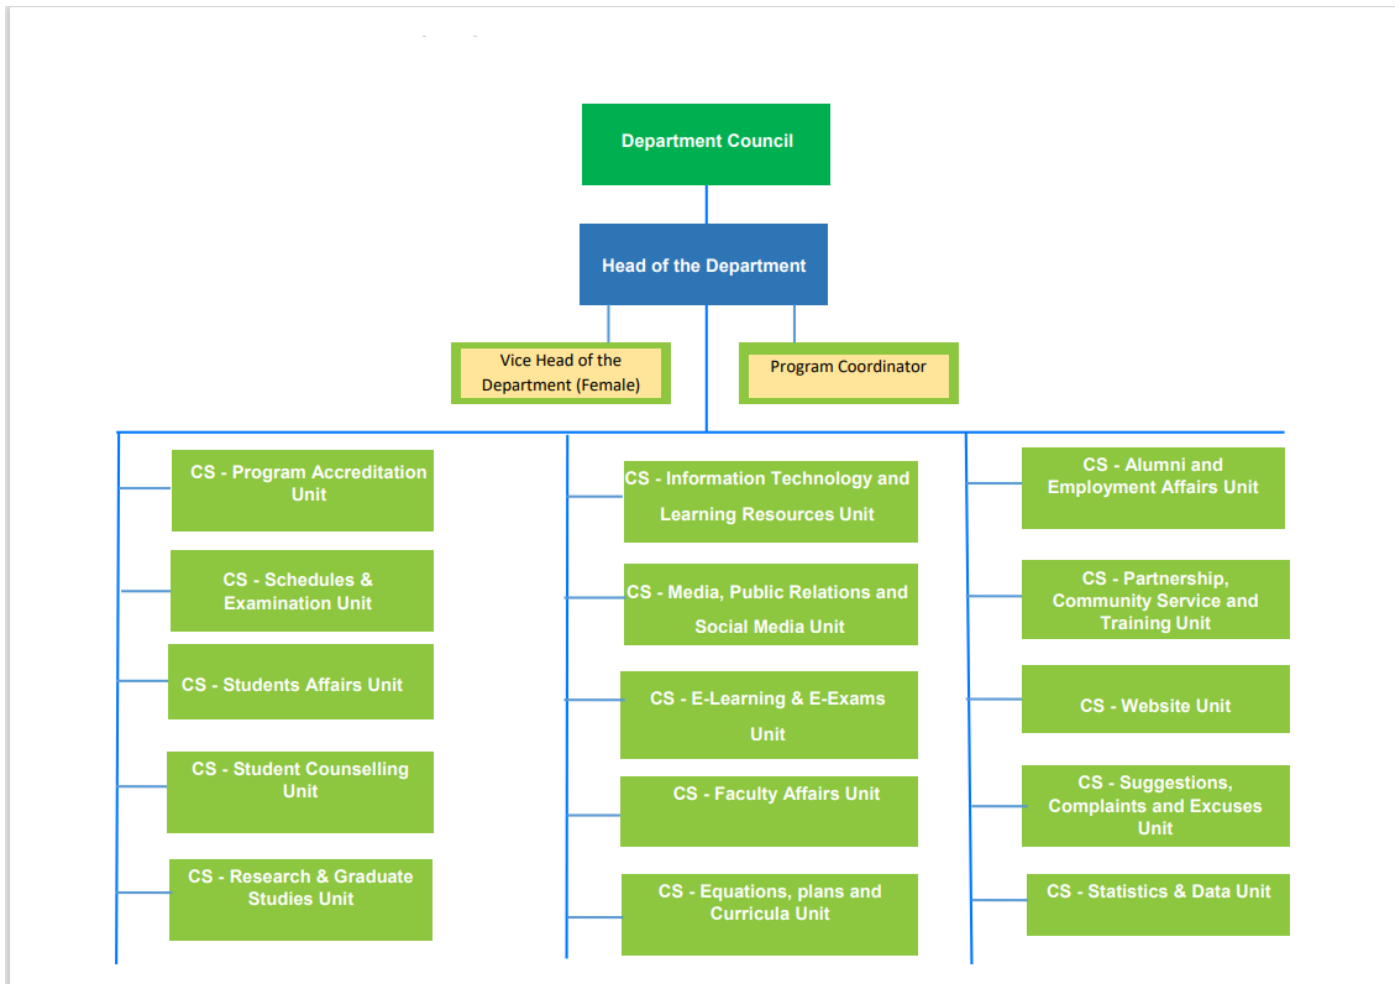 Department Council
Head of the Department
Vice Head of the
Department (Female)
Program Coordinator
CS - Program Accreditation
Unit
CS - Schedules &
Examination Unit
CS - Students Affairs Unit
CS - Student Counselling
Unit
CS - Research & Graduate
Studies Unit
CS - Information Technology and
Learning Resources Unit
CS - Media, Public Relations and
Social Media Unit
CS - E-Learning & E-Exams
Unit
CS - Faculty Affairs Unit
CS - Equations, plans and
Curricula Unit
CS - Alumni and
Employment Affairs Unit
CS - Partnership,
Community Service and
Training Unit
CS - Website Unit
CS - Suggestions,
Complaints and Excuses
Unit
CS - Statistics & Data Unit